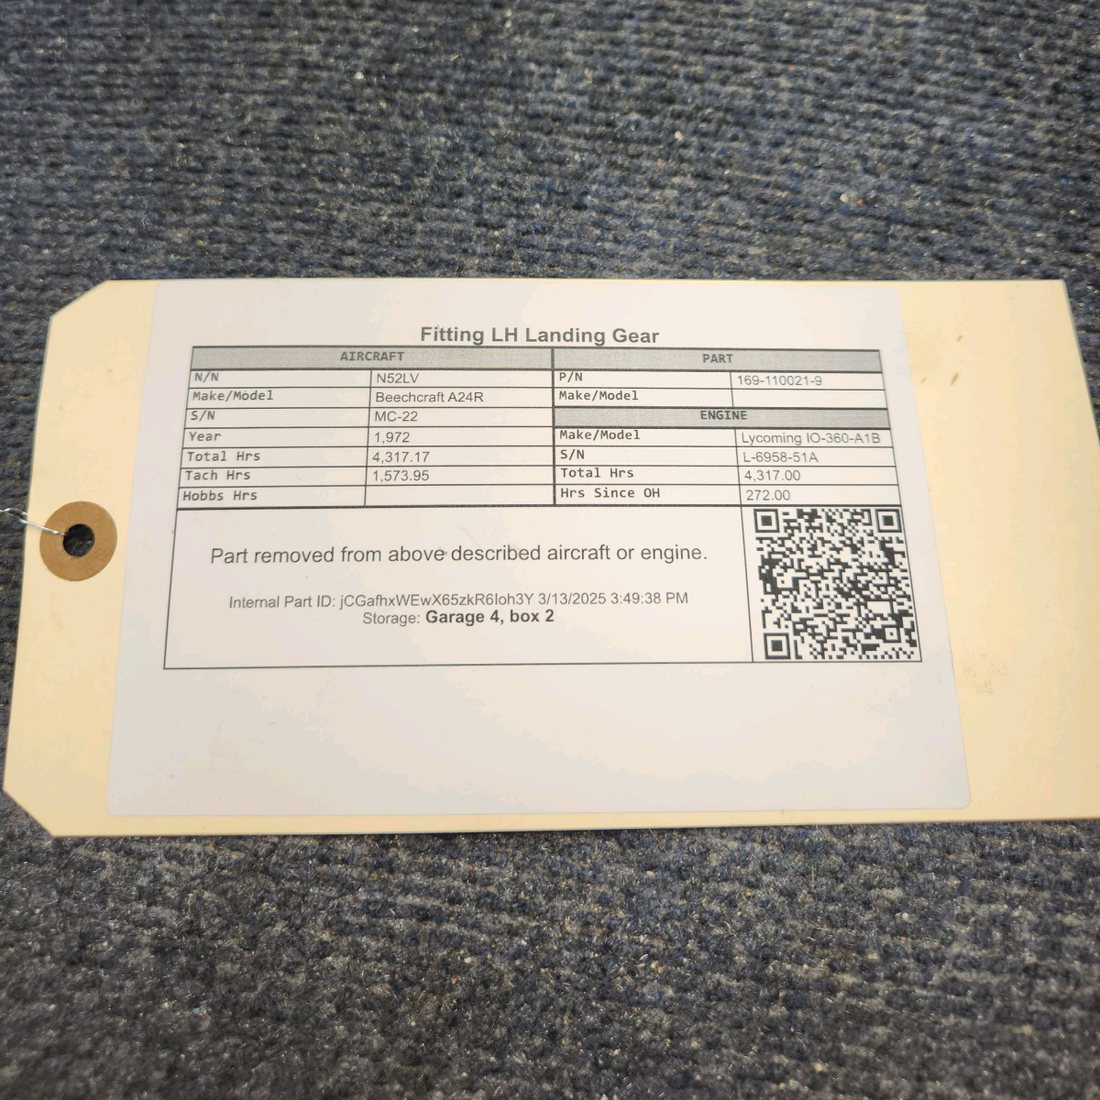 Fitting LH Landing Gear
AIRCRAFT PART
N/N N52LV P/N 169-110021-9
Make/Model Beechcraft A24R Make/Model
S/N MC-22 ENGINE
Year 1,972 Make/Model Lycoming IO-360-A1B
Total Hrs 4,317.17 S/N L-6958-51A
Tach Hrs 1,573.95 Total Hrs 4,317.00
Hobbs Hrs Hrs Since OH 272.00
Part removed from above described aircraft or engine.
Internal Part ID: jCGafhxWEwX65zkR6Ioh3Y 3/13/2025 3:49:38 PM
Storage: Garage 4, box 2